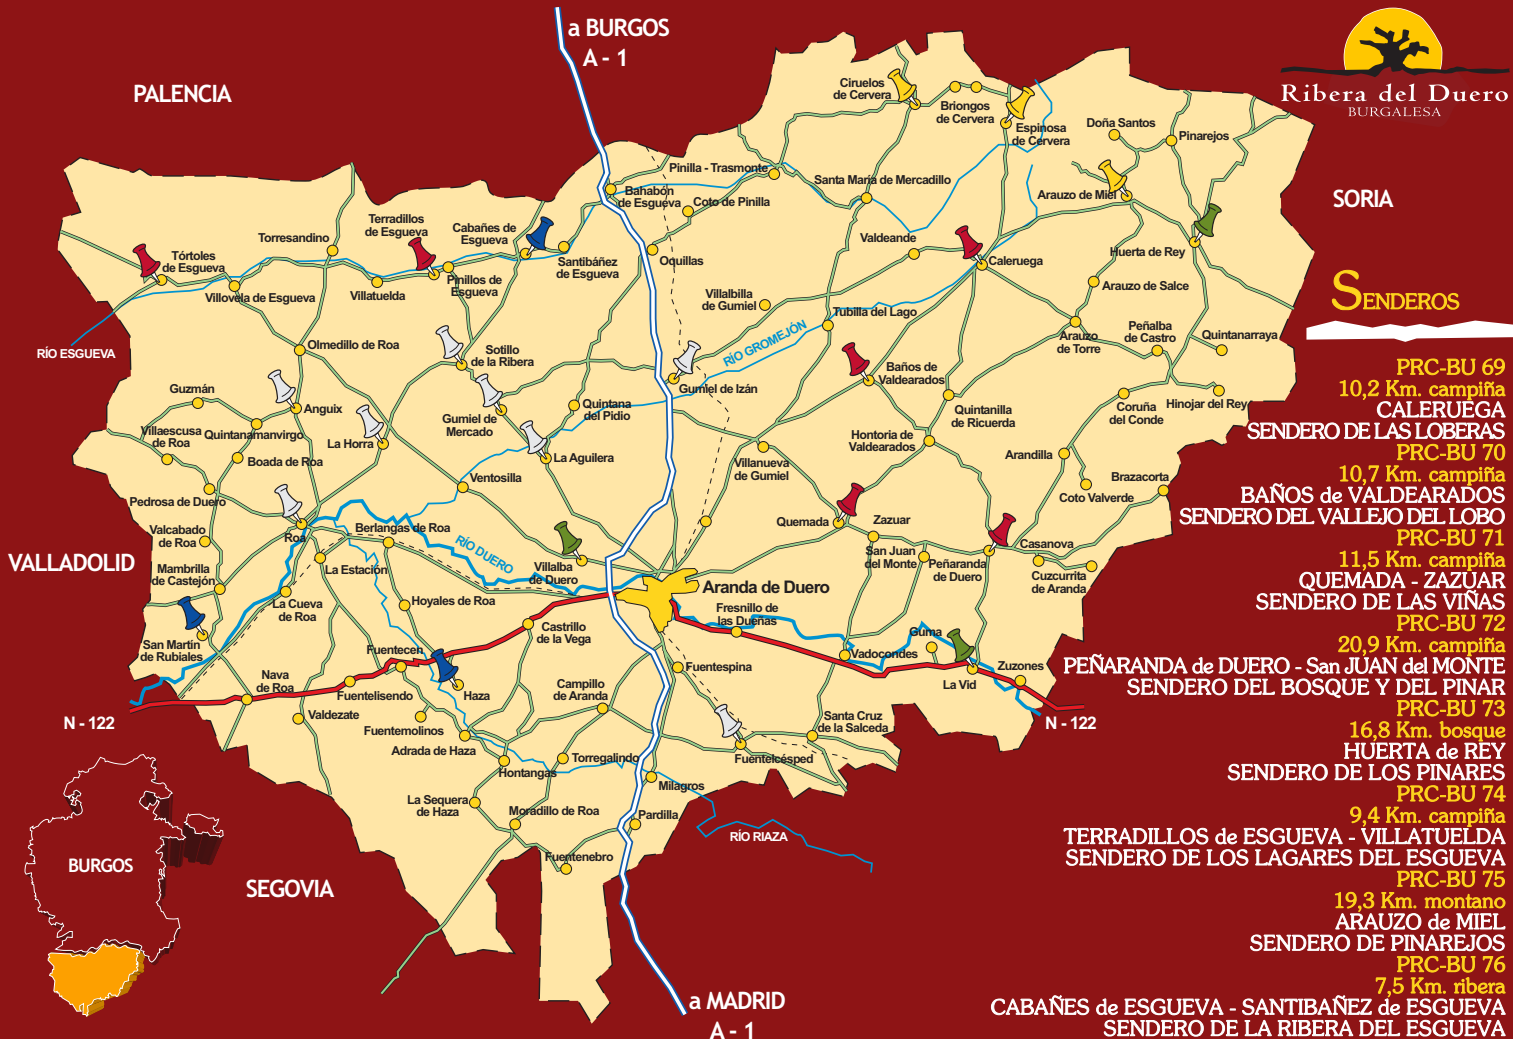 a BURGOS
A - 1
PALENCIA
Ribera del Duero
BURGALESA
SORIA
VALLADOLID
SEGOVIA
BURGOS
a MADRID
A - 1
N - 122
N - 122
RÍO ESGUEVA
RÍO GROMEJÓN
RÍO DUERO
RÍO RIAZA
Ciruelos
de Cervera
Briongos
de Cervera
Espinosa
de Cervera
Doña Santos
Pinarejos
Pinilla - Trasmonte
Santa María de Mercadillo
Arauzo de Miel
Bahabón
de Esgueva
Coto de Pinilla
Terradillos
de Esgueva
Cabañes de
Esgueva
Torresandino
Tórtoles
de Esgueva
Santibáñez
de Esgueva
Oquillas
Valdeande
Caleruega
Huerta de Rey
Villovela de Esgueva
Villatuelda
Pinillos de
Esgueva
Villalbilla
de Gumiel
Tubilla del Lago
Arauzo de Salce
Arauzo
de Torre
Peñalba
de Castro
Quintanarraya
Olmedillo de Roa
Sotillo
de la Ribera
Gumiel de Izán
Baños de
Valdearados
Guzmán
Anguix
Gumiel de
Mercado
Quintana
del Pidio
Quintanilla
de Ricuerda
Coruña
del Conde
Hinojar del Rey
Villaescusa
de Roa
Quintanamanvirgo
La Horra
Hontoria de
Valdearados
Boada de Roa
La Aguilera
Villanueva
de Gumiel
Arandilla
Brazacorta
Coto Valverde
Pedrosa de Duero
Ventosilla
Valcabado
de Roa
Roa
Berlangas de Roa
Quemada
Zazuar
Casanova
San Juan
del Monte
Peñaranda
de Duero
Cuzcurrita
de Aranda
Mambrilla
de Castejón
La Estación
Villalba
de Duero
Aranda de Duero
La Cueva
de Roa
Hoyales de Roa
Fresnillo de
las Dueñas
Castrillo
de la Vega
San Martín
de Rubiales
Fuentecen
Guma
Vadocondes
Fuentespina
La Vid
Zuzones
Nava
de Roa
Fuentelisendo
Haza
Campillo
de Aranda
Valdezate
Fuentemolinos
Santa Cruz
de la Salceda
Adrada de Haza
Fuentelcésped
Hontangas
Torregalindo
Milagros
La Sequera
de Haza
Moradillo de Roa
Pardilla
Fuentenebro
SENDEROS
PRC-BU 69
10,2 Km. campiña
CALERUEGA
SENDERO DE LAS LOBERAS
PRC-BU 70
10,7 Km. campiña
BAÑOS de VALDEARADOS
SENDERO DEL VALLEJO DEL LOBO
PRC-BU 71
11,5 Km. campiña
QUEMADA - ZAZUAR
SENDERO DE LAS VIÑAS
PRC-BU 72
20,9 Km. campiña
PEÑARANDA de DUERO - San JUAN del MONTE
SENDERO DEL BOSQUE Y DEL PINAR
PRC-BU 73
16,8 Km. bosque
HUERTA de REY
SENDERO DE LOS PINARES
PRC-BU 74
9,4 Km. campiña
TERRADILLOS de ESGUEVA - VILLATUELDA
SENDERO DE LOS LAGARES DEL ESGUEVA
PRC-BU 75
19,3 Km. montano
ARAUZO de MIEL
SENDERO DE PINAREJOS
PRC-BU 76
7,5 Km. ribera
CABAÑES de ESGUEVA - SANTIBAÑEZ de ESGUEVA
SENDERO DE LA RIBERA DEL ESGUEVA